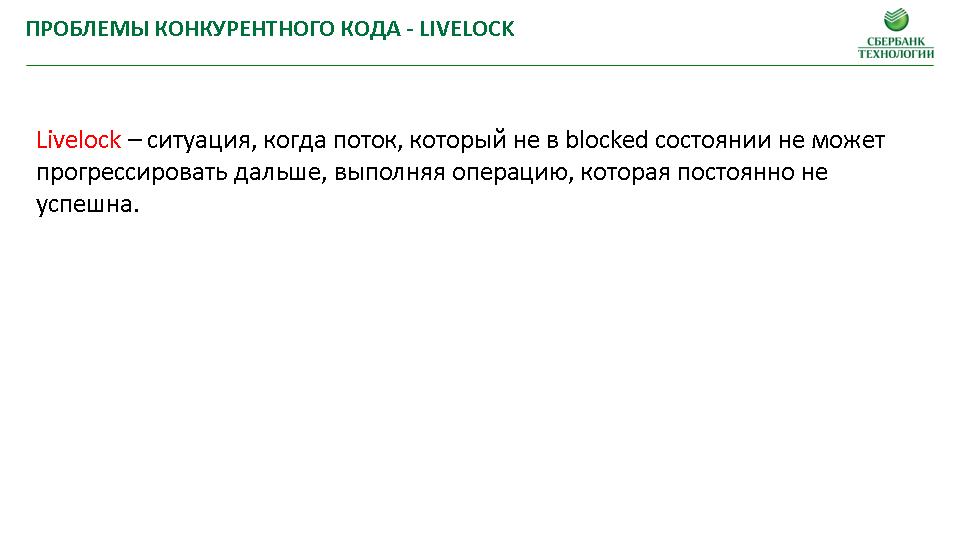 ПРОБЛЕМЫ КОНКУРЕНТНОГО КОДА - LIVELOCK
СБЕРБАНК
ТЕХНОЛОГИИ
Livelock – ситуация, когда поток, который не в blocked состоянии не может
прогрессировать дальше, выполняя операцию, которая постоянно не
успешна.